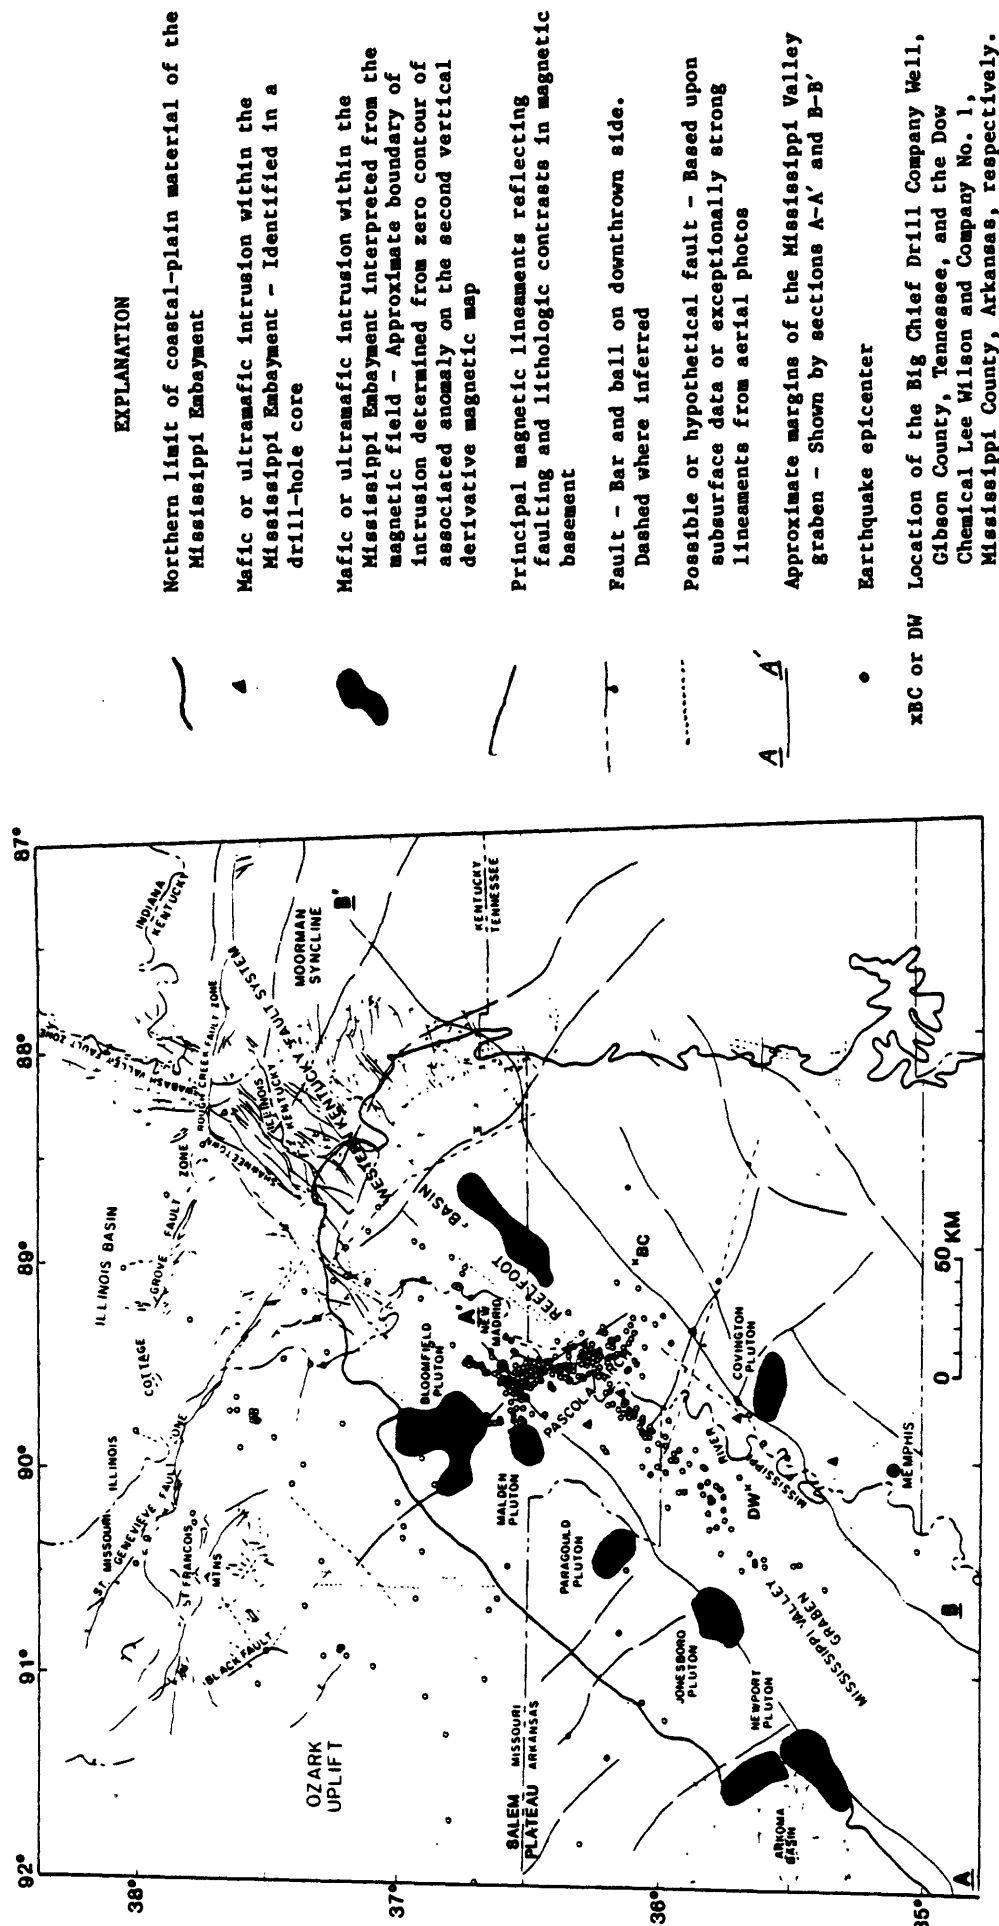 EXPLANATION
Northern limit of coastal-plain material of the
Mississippi Embayment
Mafic or ultramafic intrusion within the
Mississippi Embayment - Identified in a
drill-hole core
Mafic or ultramafic intrusion within the
Mississippi Embayment interpreted from the
magnetic field - Approximate boundary of
intrusion determined from zero contour of
associated anomaly on the second vertical
derivative magnetic map
Principal magnetic lineaments reflecting
faulting and lithologic contrasts in magnetic
basement
Fault - Bar and ball on downthrown side.
Dashed where inferred
Possible or hypothetical fault - Based upon
subsurface data or exceptionally strong
lineaments from aerial photos
A A'
Approximate margins of the Mississippi Valley
graben - Shown by sections A-A' and B-B'
Earthquake epicenter
xBC or DW Location of the Big Chief Drill Company Well,
Gibson County, Tennessee, and the Dow
Chemical Lee Wilson and Company No. 1,
Mississippi County, Arkansas, respectively.
92°
91°
90°
89°
88°
87°
38°
37°
36°
35°
OZARK
UPLIFT
BLACK FAULT
ST FRANCOIS
MTNS
ST GENEVIEVE FAULT ZONE
MISSOURI
ILLINOIS
ILLINOIS BASIN
COTTAGE GROVE FAULT ZONE
SHAWNEETOWN
ROUGH CREEK FAULT ZONE
WABASH VALLEY FAULT ZONE
INDIANA
KENTUCKY
ILLINOIS
KENTUCKY
WESTERN KENTUCKY FAULT SYSTEM
MOORMAN
SYNCLINE
B'
KENTUCKY
TENNESSEE
SALEM
PLATEAU
MISSOURI
ARKANSAS
BLOOMFIELD
PLUTON
MALDEN
PLUTON
A'
NEW
MADRID
REELFOOT BASIN
PASCOLA ARCH
PARAGOULD
PLUTON
JONESBORO
PLUTON
NEWPORT
PLUTON
ARKOMA
BASIN
MISSISSIPPI VALLEY
GRABEN
xBC
DWx
MISSISSIPPI RIVER
COVINGTON
PLUTON
MEMPHIS
A
B
0 50 KM